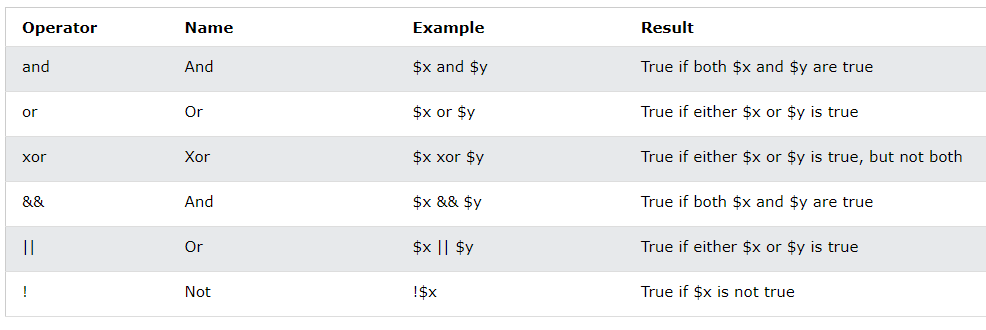 Operator Name Example Result
and And $x and $y True if both $x and $y are true
or Or $x or $y True if either $x or $y is true
xor Xor $x xor $y True if either $x or $y is true, but not both
&& And $x && $y True if both $x and $y are true
|| Or $x || $y True if either $x or $y is true
! Not !$x True if $x is not true